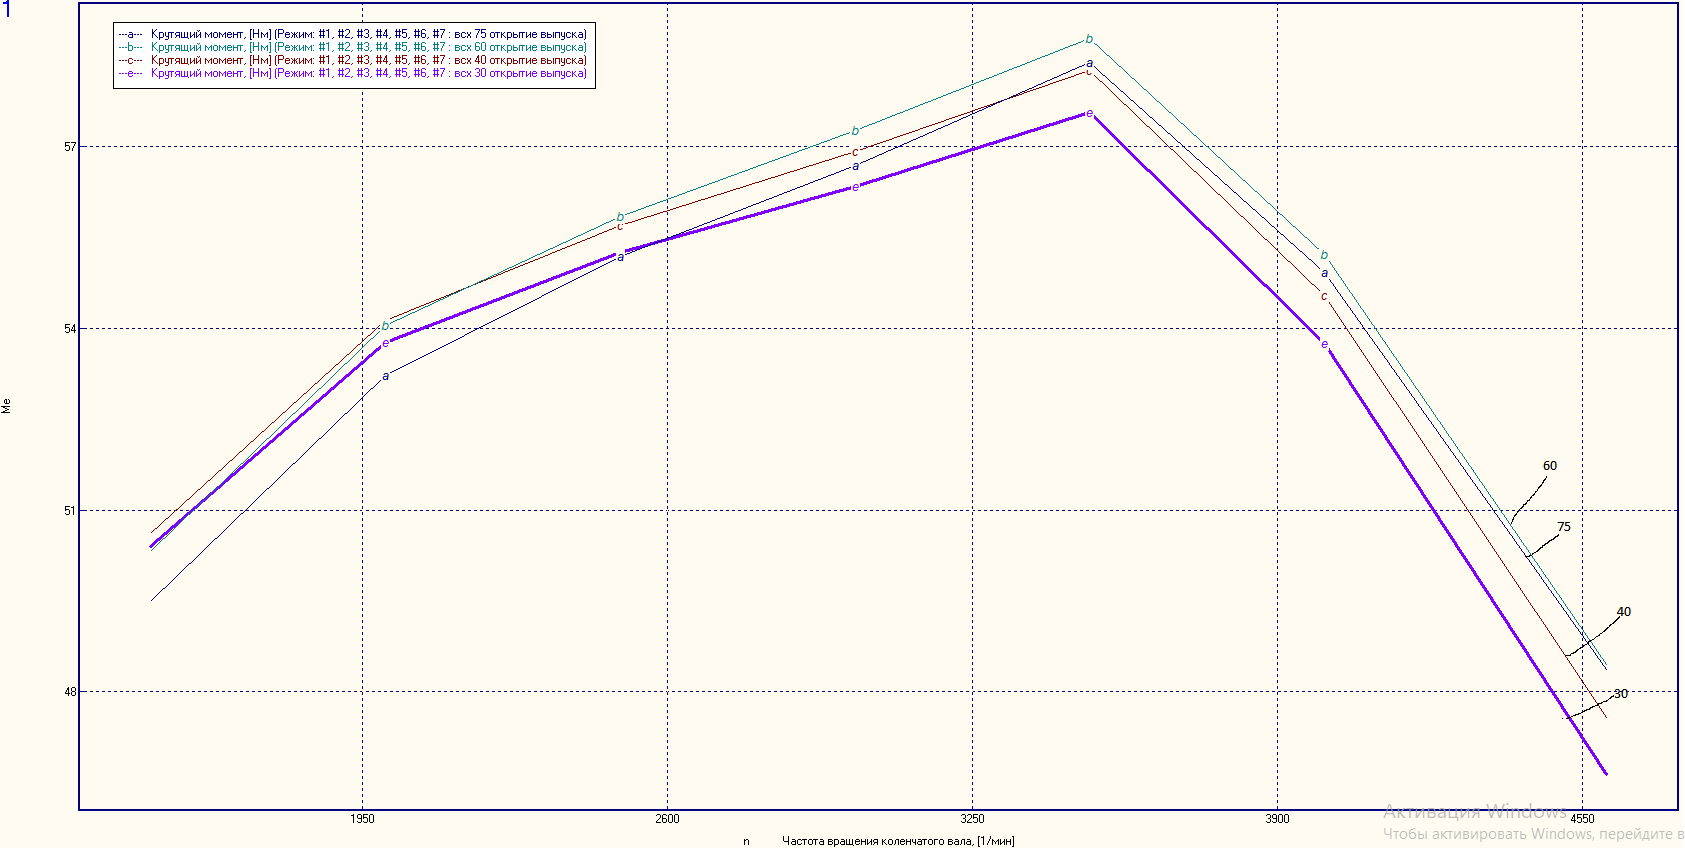 1
---a--- Крутящий момент, [Нм] (Режим: #1, #2, #3, #4, #5, #6, #7 : всх 75 открытие выпуска)
---b--- Крутящий момент, [Нм] (Режим: #1, #2, #3, #4, #5, #6, #7 : всх 60 открытие выпуска)
---c--- Крутящий момент, [Нм] (Режим: #1, #2, #3, #4, #5, #6, #7 : всх 40 открытие выпуска)
---e--- Крутящий момент, [Нм] (Режим: #1, #2, #3, #4, #5, #6, #7 : всх 30 открытие выпуска)
b
a
c
e
b
c
a
e
57
b
c
a
b
a
c
e
54
b
e
a
60
51
75
40
48
30
Me
1950 2600 3250 3900 4550
n Частота вращения коленчатого вала, [1/мин]
Активация Windows
Чтобы активировать Windows, перейдите в